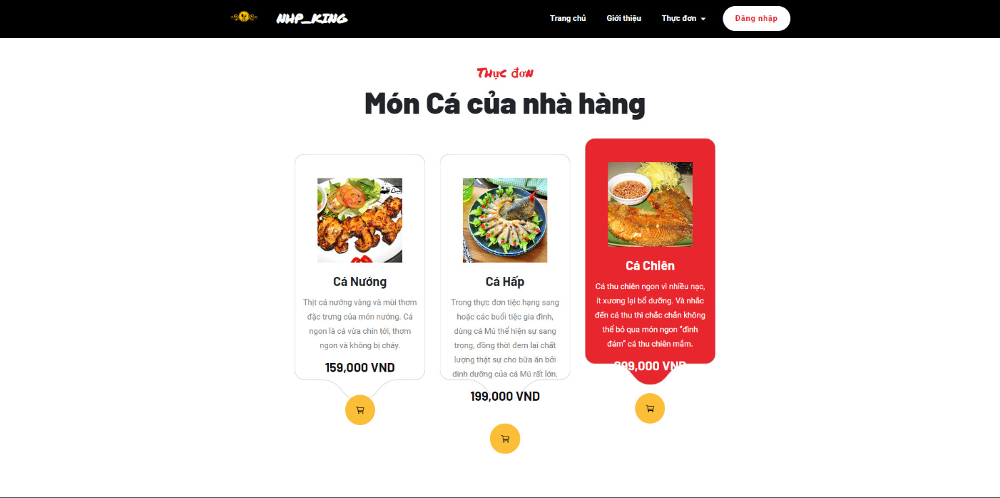 NHP_KING
Trang chủ
Giới thiệu
Thực đơn
Đăng nhập
Thực đơn
Món Cá của nhà hàng
Cá Nướng
Thịt cá nướng vàng và mùi thơm
đặc trưng của món nướng. Cá
ngon là cá vừa chín tới, thơm
ngon và không bị cháy.
159,000 VND
Cá Hấp
Trong thực đơn tiệc hạng sang
hoặc các buổi tiệc gia đình,
dùng cá Mú thể hiện sự sang
trọng, đồng thời đem lại chất
lượng thật sự cho bữa ăn bởi
dinh dưỡng của cá Mú rất lớn.
199,000 VND
Cá Chiên
Cá thu chiên ngon vì nhiều nạc,
ít xương lại bổ dưỡng. Và nhắc
đến cá thu thì chắc chắn không
thể bỏ qua món ngon “đình
đám” cá thu chiên mắm.
VND